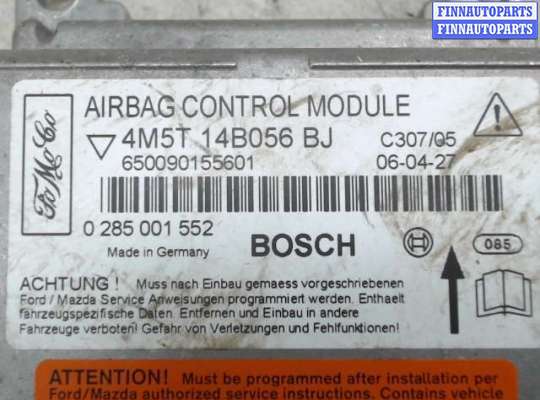 FINNAUTOPARTS
FINNAUTOPARTS
FoMoCo
AIRBAG CONTROL MODULE
4M5T 14B056 BJ
C307/05
650090155601
06-04-27
0 285 001 552
Made in Germany
BOSCH
085
ACHTUNG ! Muss nach Einbau gemaess vorgeschriebenen
Ford / Mazda Service Anweisungen programmiert werden. Enthaelt
fahrzeugspezifische Daten. Entfernen und Einbau in andere
Fahrzeuge verboten! Gefahr von Verletzungen und Fehlfunktionen!
ATTENTION! Must be programmed after installation per
Ford/Mazda authorized service instructions. Contains vehicle